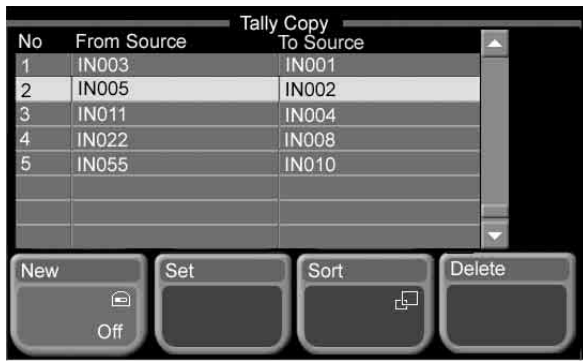 Tally Copy
No From Source To Source
1 IN003 IN001
2 IN005 IN002
3 IN011 IN004
4 IN022 IN008
5 IN055 IN010
New Set Sort Delete
Off